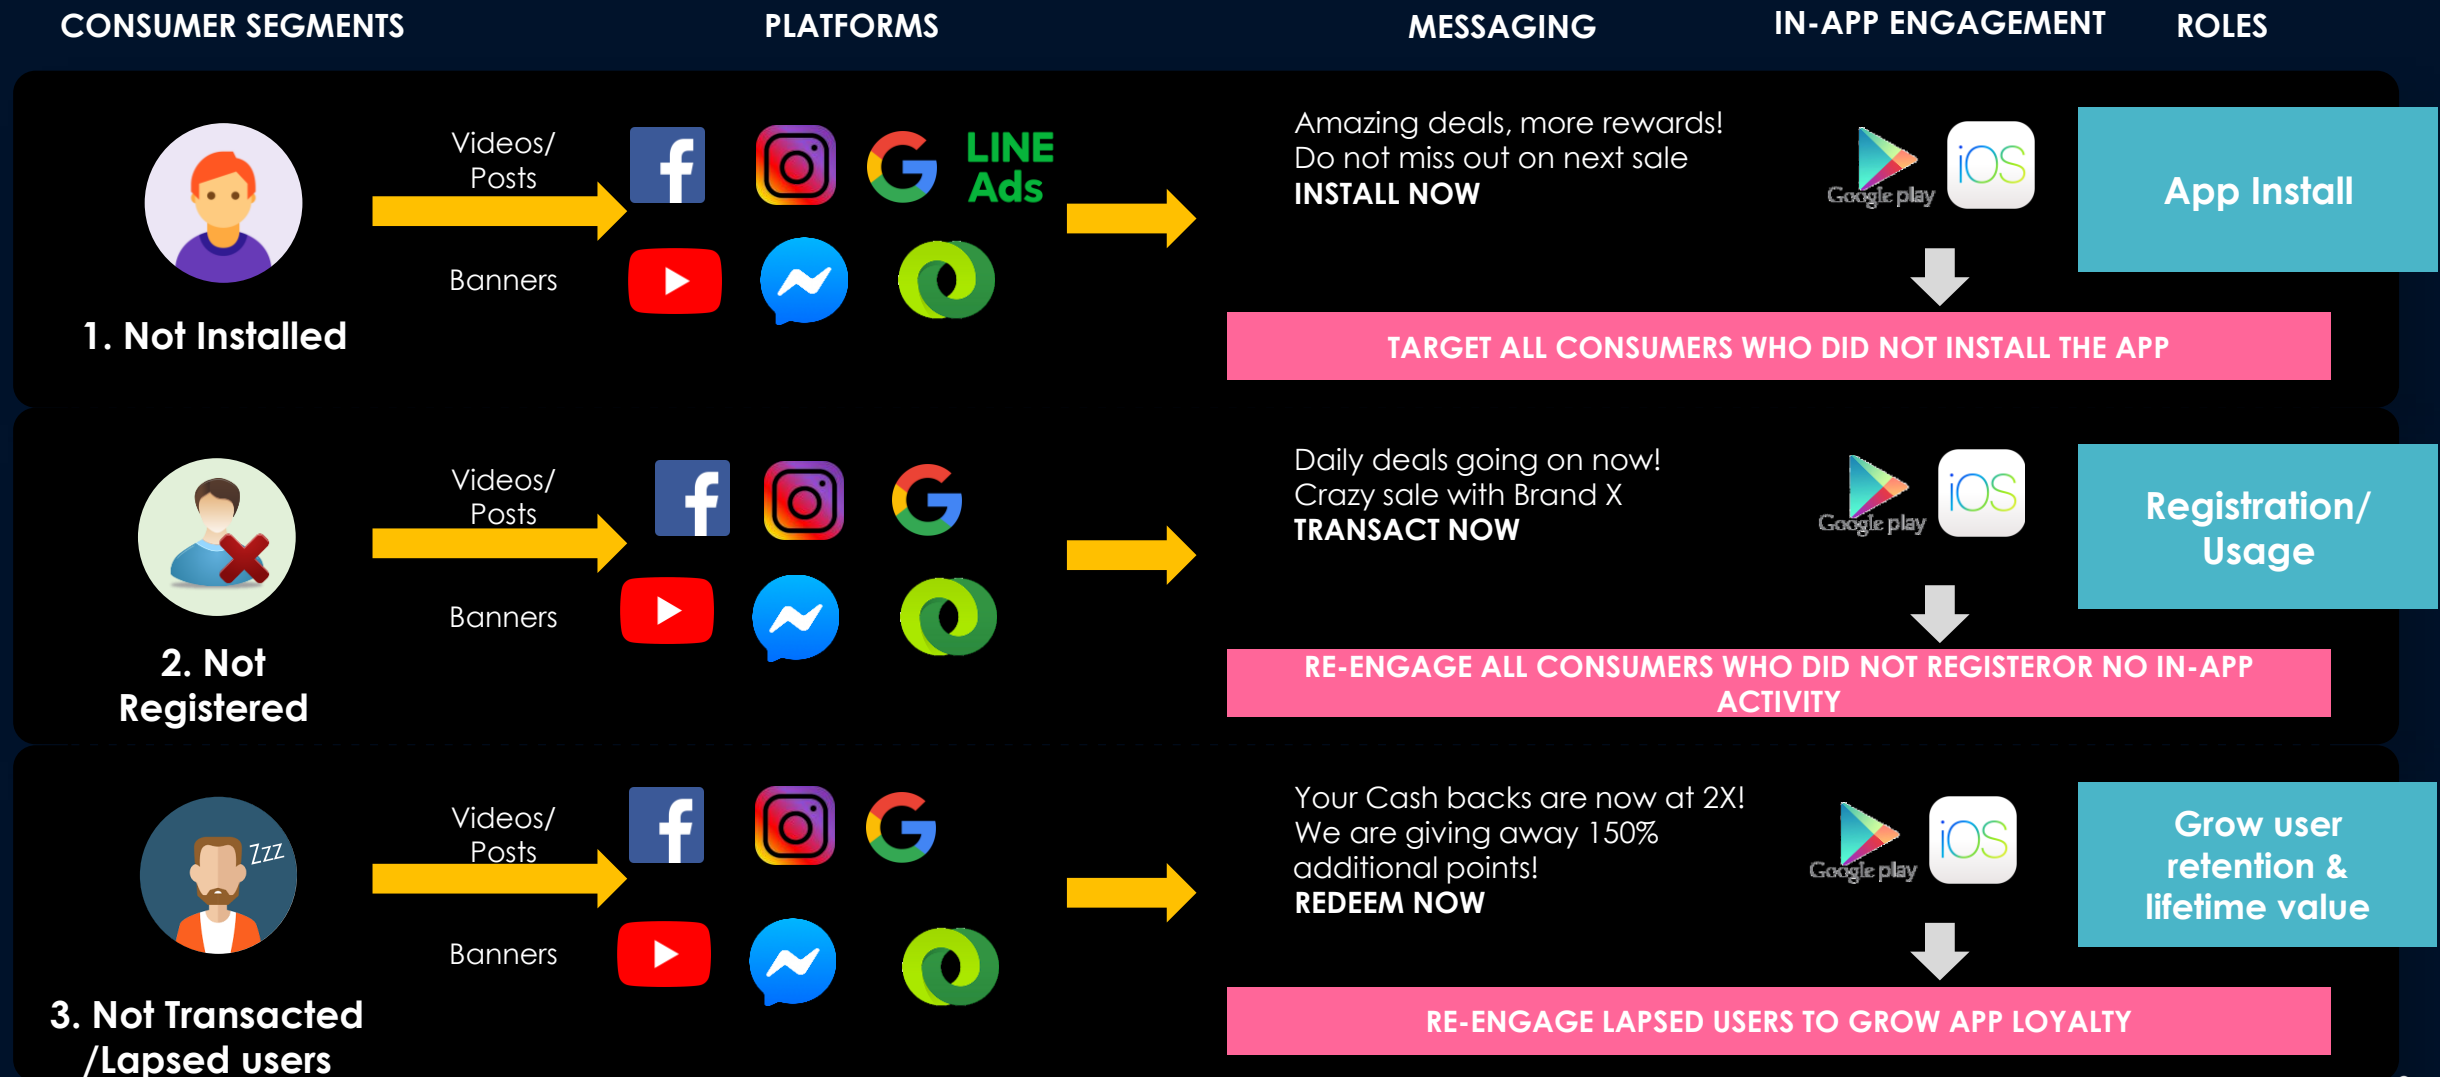 CONSUMER SEGMENTS
PLATFORMS
MESSAGING
IN-APP ENGAGEMENT
ROLES
Videos/
Posts
Banners
1. Not Installed
LINE
Ads
Amazing deals, more rewards!
Do not miss out on next sale
INSTALL NOW
Google play
iOS
App Install
TARGET ALL CONSUMERS WHO DID NOT INSTALL THE APP
Videos/
Posts
Banners
2. Not
Registered
Daily deals going on now!
Crazy sale with Brand X
TRANSACT NOW
Google play
iOS
Registration/
Usage
RE-ENGAGE ALL CONSUMERS WHO DID NOT REGISTEROR NO IN-APP
ACTIVITY
Zzz
Videos/
Posts
Banners
3. Not Transacted
/Lapsed users
Your Cash backs are now at 2X!
We are giving away 150%
additional points!
REDEEM NOW
Google play
iOS
Grow user
retention &
lifetime value
RE-ENGAGE LAPSED USERS TO GROW APP LOYALTY